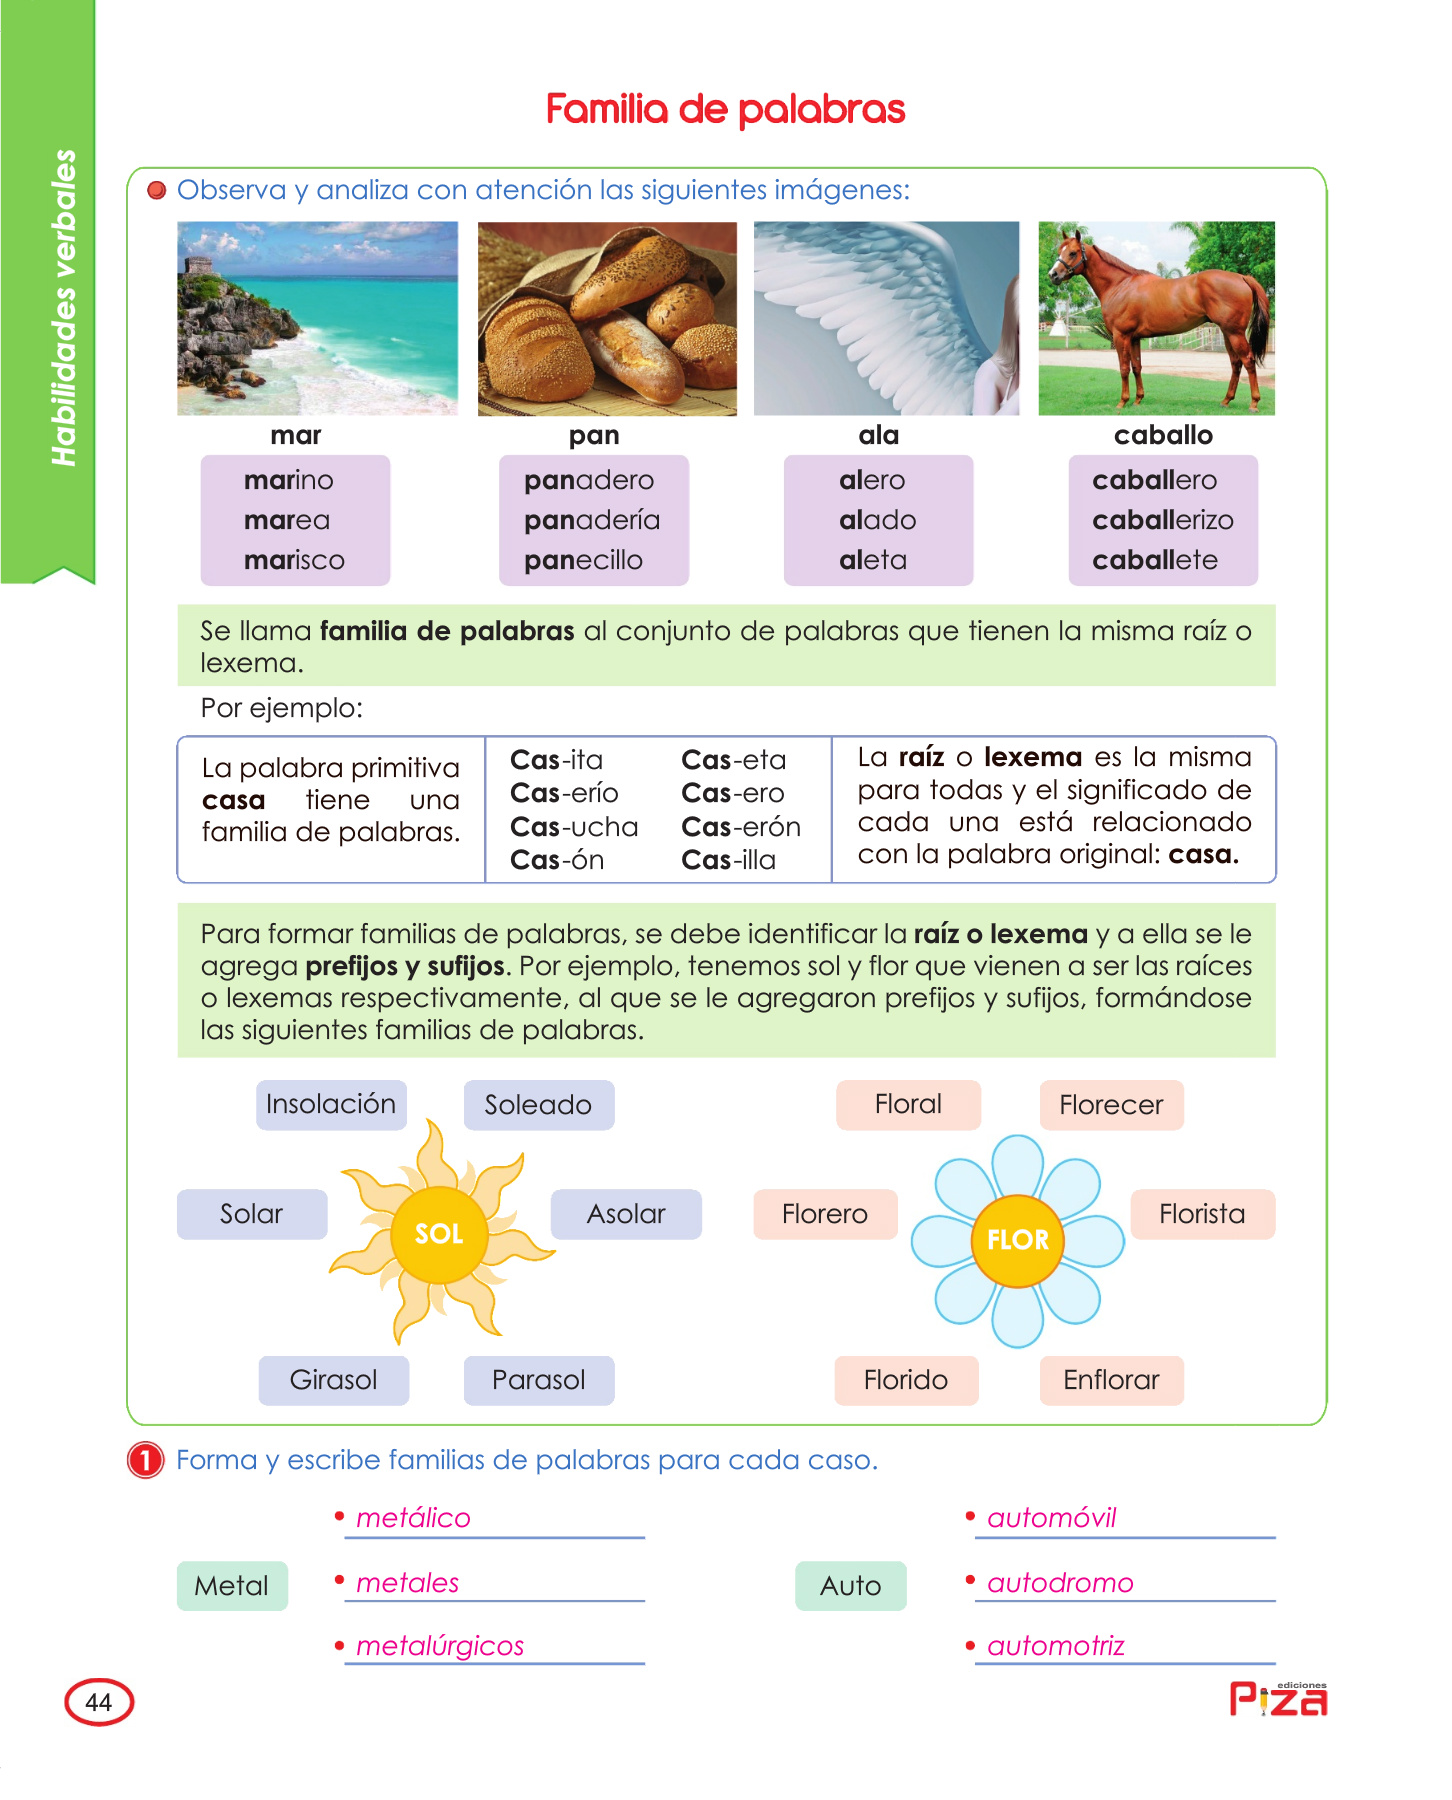 Habilidades verbales
Familia de palabras
Observa y analiza con atención las siguientes imágenes:
mar
marino
marea
marisco
pan
panadero
panadería
panecillo
ala
alero
alado
aleta
caballo
caballero
caballerizo
caballete
Se llama familia de palabras al conjunto de palabras que tienen la misma raíz o
lexema.
Por ejemplo:
La palabra primitiva
casa tiene una
familia de palabras.
Cas-ita
Cas-erío
Cas-ucha
Cas-ón
Cas-eta
Cas-ero
Cas-erón
Cas-illa
La raíz o lexema es la misma
para todas y el significado de
cada una está relacionado
con la palabra original: casa.
Para formar familias de palabras, se debe identificar la raíz o lexema y a ella se le
agrega prefijos y sufijos. Por ejemplo, tenemos sol y flor que vienen a ser las raíces
o lexemas respectivamente, al que se le agregaron prefijos y sufijos, formándose
las siguientes familias de palabras.
Insolación
Soleado
Solar
SOL
Asolar
Girasol
Parasol
Floral
Florecer
Florero
FLOR
Florista
Florido
Enflorar
1 Forma y escribe familias de palabras para cada caso.
Metal
• metálico
• metales
• metalúrgicos
Auto
• automóvil
• autodromo
• automotriz
44
ediciones
Piza